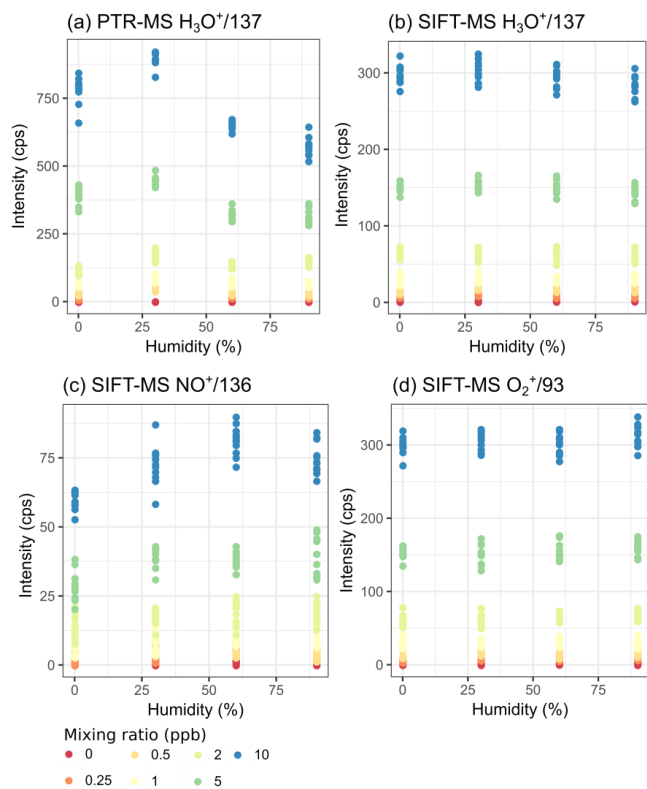 (a) PTR-MS H₃O⁺/137
(b) SIFT-MS H₃O⁺/137
Intensity (cps)
750
500
250
0
0
25
50
75
Humidity (%)
Intensity (cps)
300
200
100
0
0
25
50
75
Humidity (%)
(c) SIFT-MS NO⁺/136
(d) SIFT-MS O₂⁺/93
Intensity (cps)
75
50
25
0
0
25
50
75
Humidity (%)
Intensity (cps)
300
200
100
0
0
25
50
75
Humidity (%)
Mixing ratio (ppb)
0 0.5 2 10
0.25 1 5